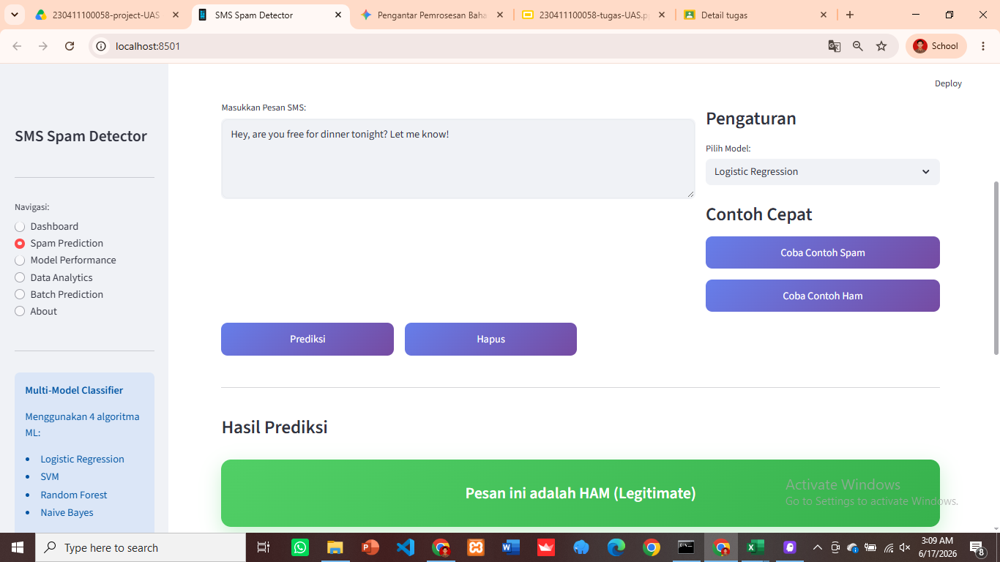 230411100058-project-UAS
SMS Spam Detector
Pengantar Pemrosesan Baha
230411100058-tugas-UAS.p
Detail tugas
localhost:8501
School
Deploy
SMS Spam Detector
Navigasi:
Dashboard
Spam Prediction
Model Performance
Data Analytics
Batch Prediction
About
Multi-Model Classifier
Menggunakan 4 algoritma
ML:
Logistic Regression
SVM
Random Forest
Naive Bayes
Masukkan Pesan SMS:
Hey, are you free for dinner tonight? Let me know!
Pengaturan
Pilih Model:
Logistic Regression
Contoh Cepat
Coba Contoh Spam
Coba Contoh Ham
Prediksi
Hapus
Hasil Prediksi
Pesan ini adalah HAM (Legitimate)
Activate Windows
Go to Settings to activate Windows.
Type here to search
3:09 AM
6/17/2026
8